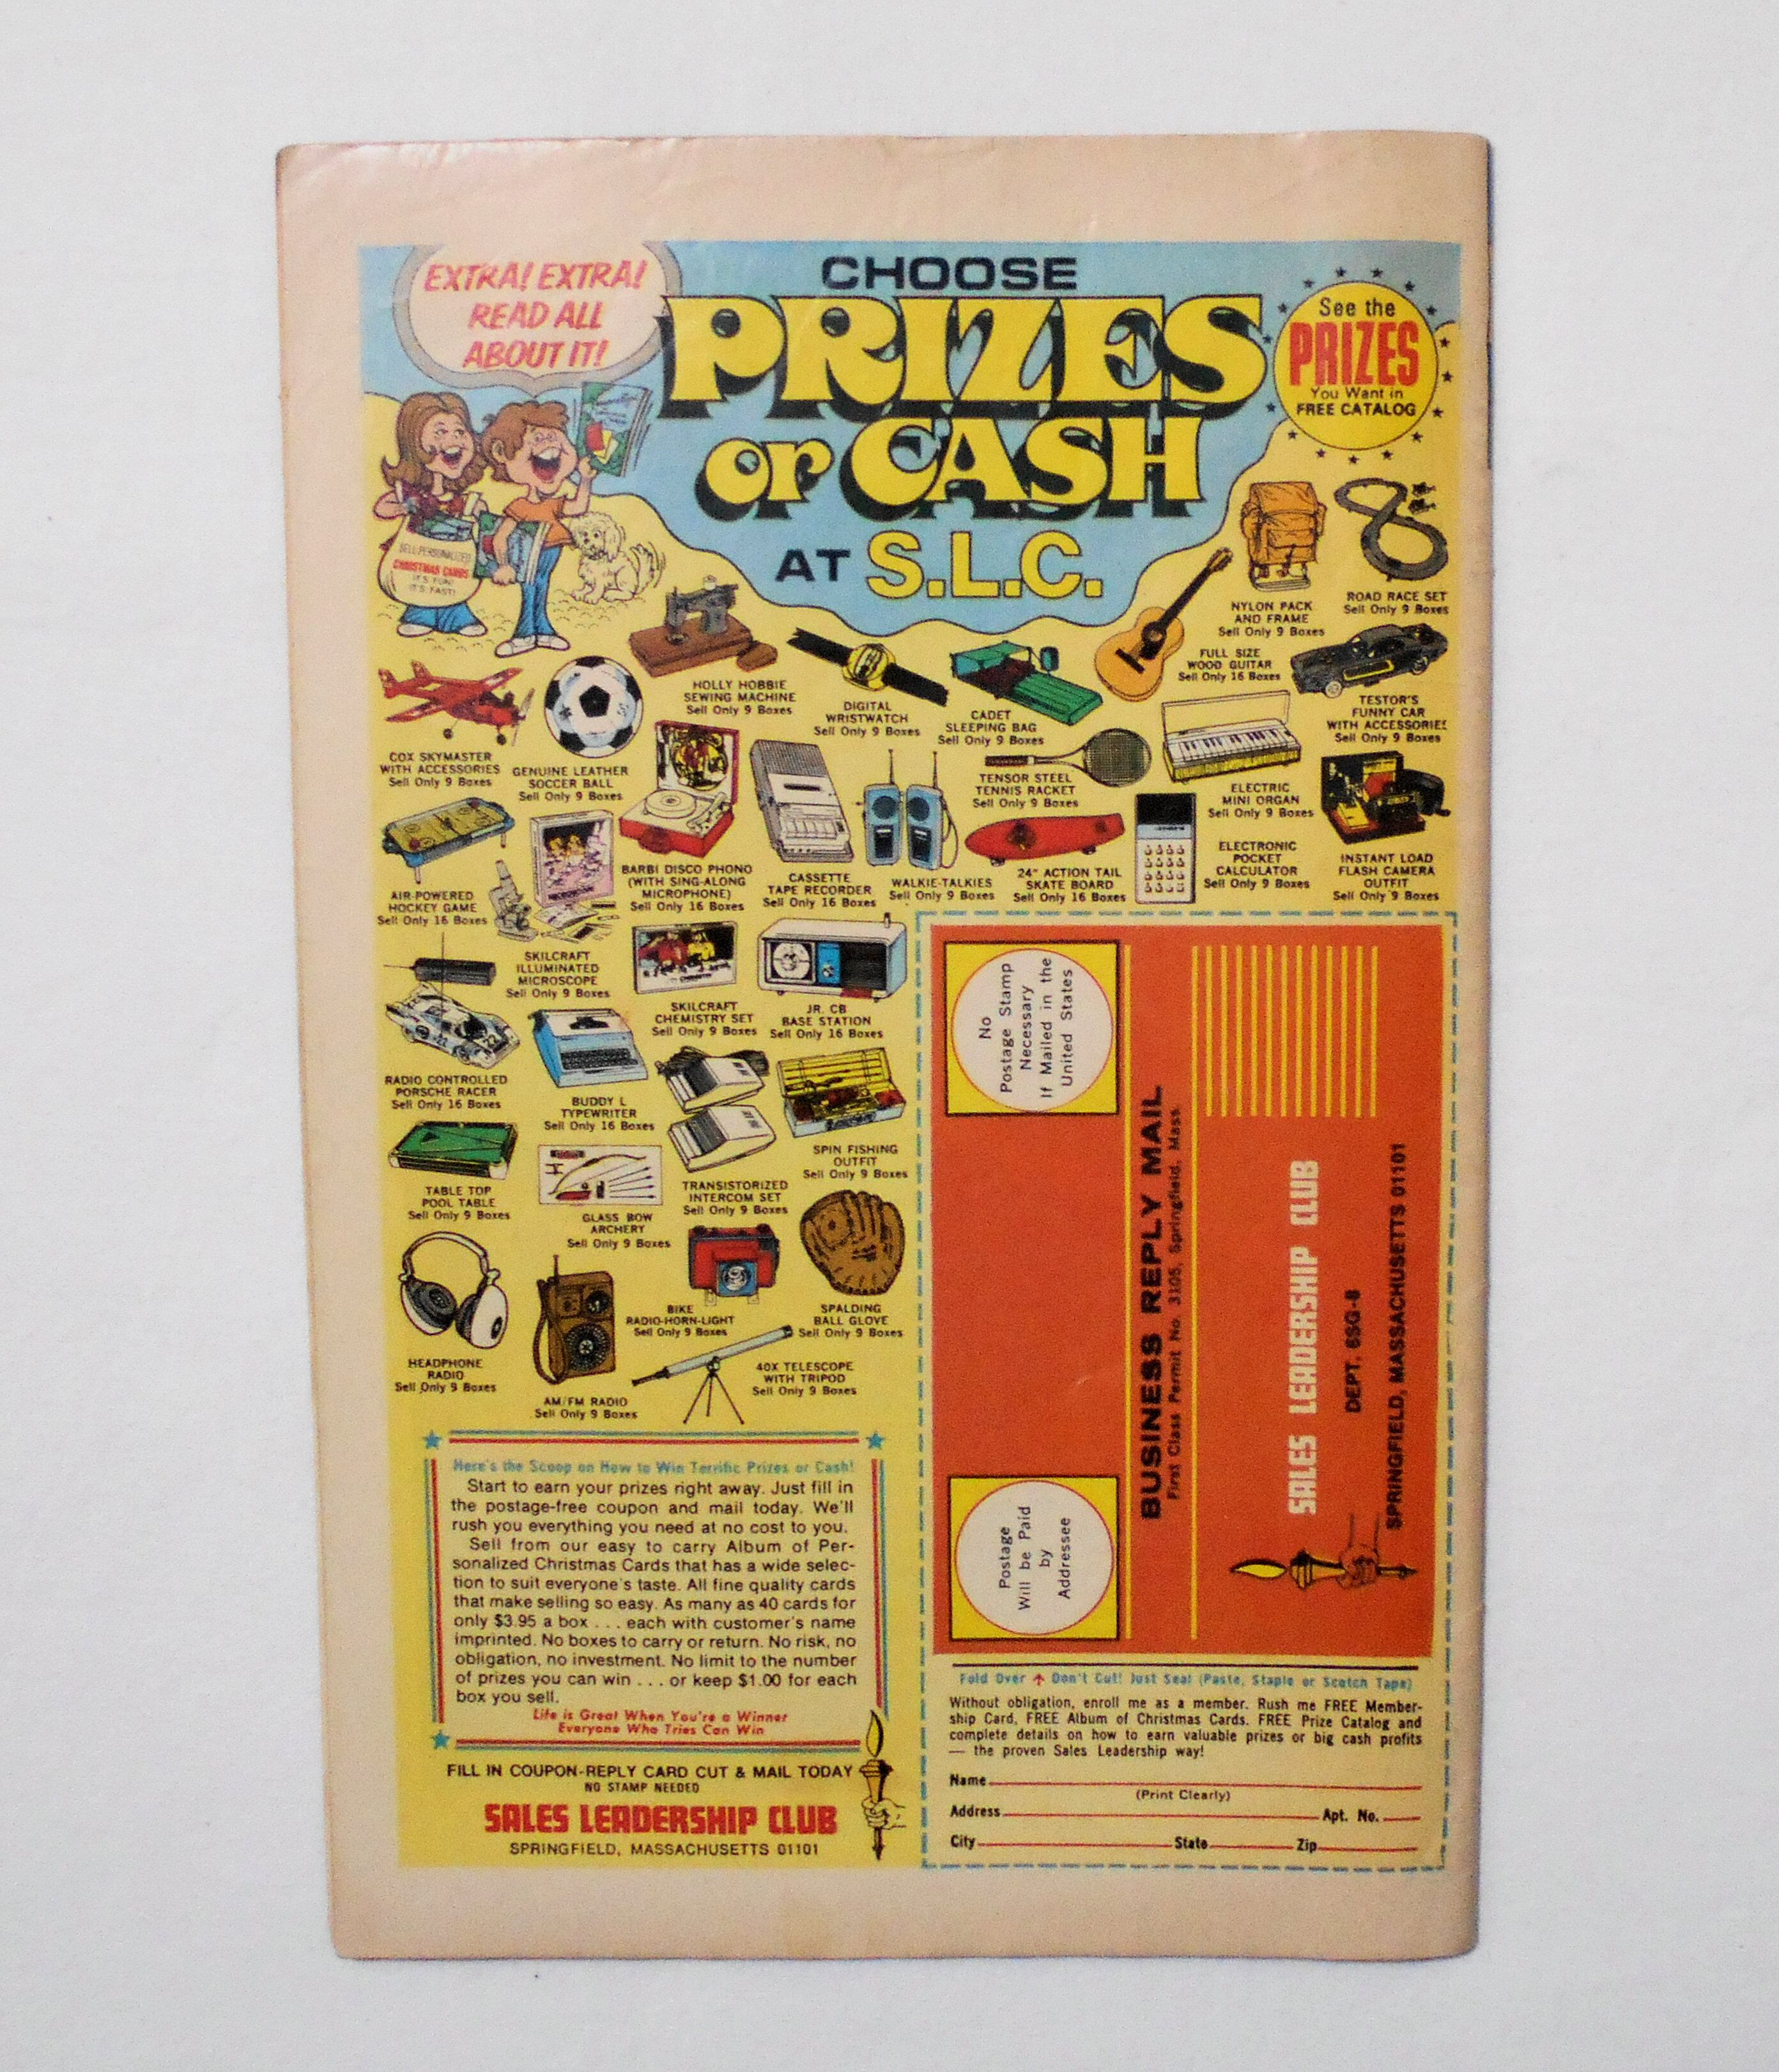 EXTRA! EXTRA!
READ ALL
ABOUT IT!
CHOOSE
PRIZES
or CASH
AT S.L.C.
See the
PRIZES
You Want in
FREE CATALOG
SELL PERSONALIZED
CHRISTMAS CARDS
IT'S FUN!
IT'S FAST!
NYLON PACK
AND FRAME
Sell Only 9 Boxes
ROAD RACE SET
Sell Only 9 Boxes
HOLLY HOBBIE
SEWING MACHINE
Sell Only 9 Boxes
DIGITAL
WRISTWATCH
Sell Only 9 Boxes
CADET
SLEEPING BAG
Sell Only 9 Boxes
FULL SIZE
WOOD GUITAR
Sell Only 16 Boxes
TESTOR'S
FUNNY CAR
WITH ACCESSORIES
Sell Only 9 Boxes
COX SKYMASTER
WITH ACCESSORIES
Sell Only 9 Boxes
GENUINE LEATHER
SOCCER BALL
Sell Only 9 Boxes
TENSOR STEEL
TENNIS RACKET
Sell Only 9 Boxes
ELECTRIC
MINI ORGAN
Sell Only 9 Boxes
AIR-POWERED
HOCKEY GAME
Sell Only 16 Boxes
BARBI DISCO PHONO
(WITH SING-ALONG
MICROPHONE)
Sell Only 16 Boxes
CASSETTE
TAPE RECORDER
Sell Only 16 Boxes
WALKIE-TALKIES
Sell Only 9 Boxes
24" ACTION TAIL
SKATE BOARD
Sell Only 16 Boxes
ELECTRONIC
POCKET
CALCULATOR
Sell Only 9 Boxes
INSTANT LOAD
FLASH CAMERA
OUTFIT
Sell Only 9 Boxes
SKILCRAFT
ILLUMINATED
MICROSCOPE
Sell Only 9 Boxes
SKILCRAFT
CHEMISTRY SET
Sell Only 9 Boxes
JR. CB
BASE STATION
Sell Only 16 Boxes
RADIO CONTROLLED
PORSCHE RACER
Sell Only 16 Boxes
BUDDY L
TYPEWRITER
Sell Only 16 Boxes
TRANSISTORIZED
INTERCOM SET
Sell Only 9 Boxes
SPIN FISHING
OUTFIT
Sell Only 9 Boxes
TABLE TOP
POOL TABLE
Sell Only 9 Boxes
GLASS BOW
ARCHERY
Sell Only 9 Boxes
BIKE
RADIO-HORN-LIGHT
Sell Only 9 Boxes
SPALDING
BALL GLOVE
Sell Only 9 Boxes
HEADPHONE
RADIO
Sell Only 9 Boxes
AM/FM RADIO
Sell Only 9 Boxes
40X TELESCOPE
WITH TRIPOD
Sell Only 9 Boxes
Here's the Scoop on How to Win Terrific Prizes or Cash!
Start to earn your prizes right away. Just fill in
the postage-free coupon and mail today. We'll
rush you everything you need at no cost to you.
Sell from our easy to carry Album of Per-
sonalized Christmas Cards that has a wide selec-
tion to suit everyone's taste. All fine quality cards
that make selling so easy. As many as 40 cards for
only $3.95 a box . . . each with customer's name
imprinted. No boxes to carry or return. No risk, no
obligation, no investment. No limit to the number
of prizes you can win . . . or keep $1.00 for each
box you sell.
Life is Great When You're a Winner
Everyone Who Tries Can Win
FILL IN COUPON-REPLY CARD CUT & MAIL TODAY
NO STAMP NEEDED
SALES LEADERSHIP CLUB
SPRINGFIELD, MASSACHUSETTS 01101
No
Postage Stamp
Necessary
If Mailed in the
United States
Postage
Will be Paid
by
Addressee
BUSINESS REPLY MAIL
First Class Permit No. 3105, Springfield, Mass.
SALES LEADERSHIP CLUB
DEPT. 6SG-8
SPRINGFIELD, MASSACHUSETTS 01101
Fold Over ↑ Don't Cut! Just Seal (Paste, Staple or Scotch Tape)
Without obligation, enroll me as a member. Rush me FREE Member-
ship Card, FREE Album of Christmas Cards. FREE Prize Catalog and
complete details on how to earn valuable prizes or big cash profits
— the proven Sales Leadership way!
Name
(Print Clearly)
Address Apt. No.
City State Zip